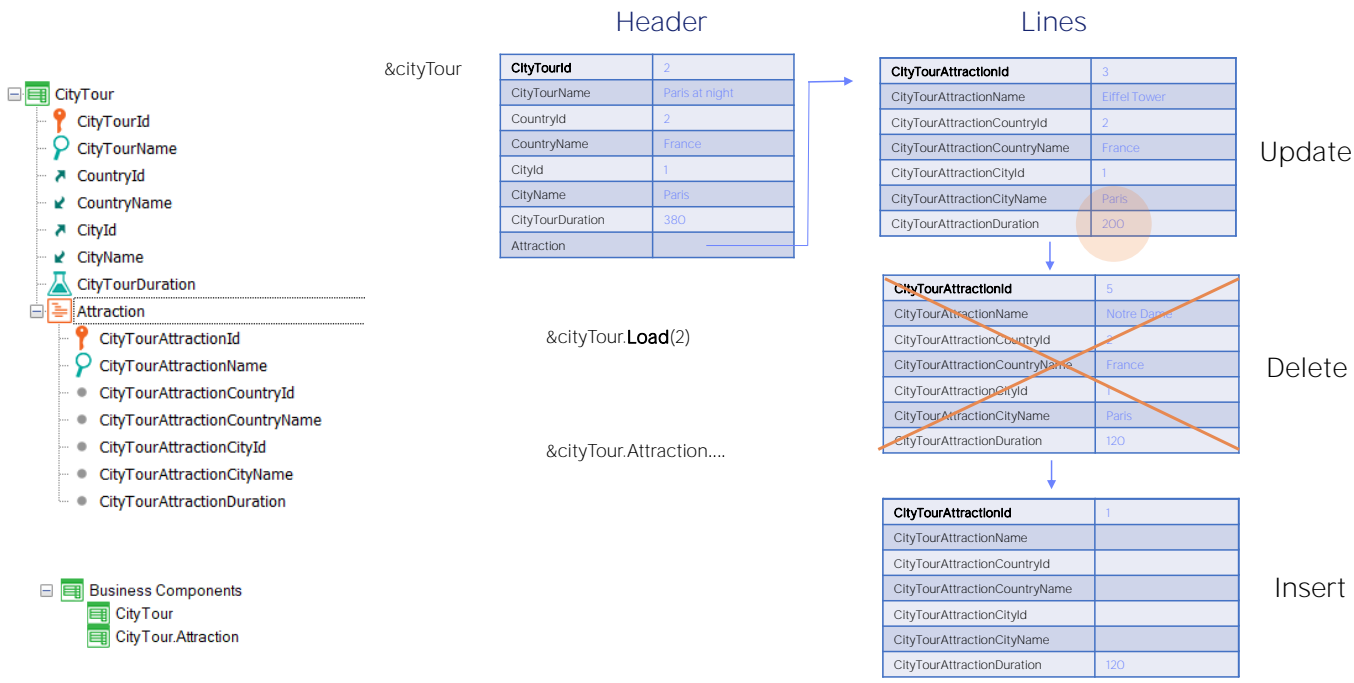 Header
Lines
&cityTour
CityTour
CityTourId
CityTourName
CountryId
CountryName
CityId
CityName
CityTourDuration
Attraction
CityTourAttractionId
CityTourAttractionName
CityTourAttractionCountryId
CityTourAttractionCountryName
CityTourAttractionCityId
CityTourAttractionCityName
CityTourAttractionDuration
Business Components
CityTour
CityTour.Attraction
CityTourId 2
CityTourName Paris at night
CountryId 2
CountryName France
CityId 1
CityName Paris
CityTourDuration 380
Attraction
&cityTour.Load(2)
&cityTour.Attraction....
CityTourAttractionId 3
CityTourAttractionName Eiffel Tower
CityTourAttractionCountryId 2
CityTourAttractionCountryName France
CityTourAttractionCityId 1
CityTourAttractionCityName Paris
CityTourAttractionDuration 200
Update
CityTourAttractionId 5
CityTourAttractionName Notre Dame
CityTourAttractionCountryId 2
CityTourAttractionCountryName France
CityTourAttractionCityId 1
CityTourAttractionCityName Paris
CityTourAttractionDuration 120
Delete
CityTourAttractionId 1
CityTourAttractionName
CityTourAttractionCountryId
CityTourAttractionCountryName
CityTourAttractionCityId
CityTourAttractionCityName
CityTourAttractionDuration 120
Insert